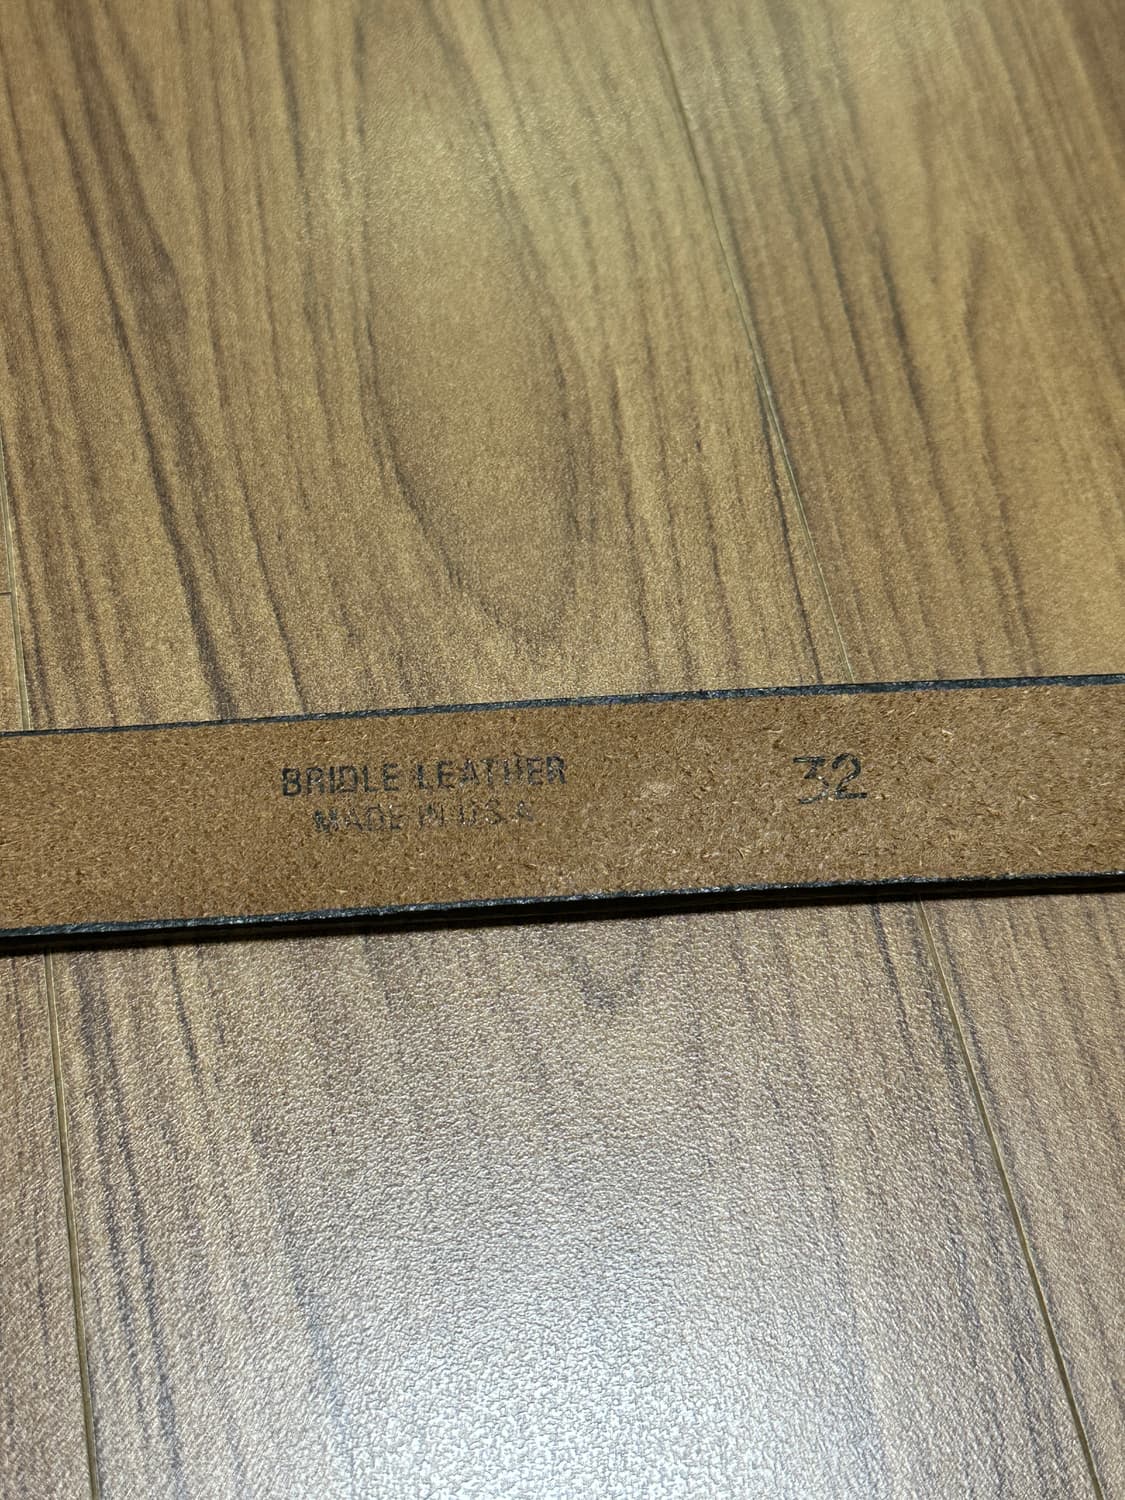 BRIDLE LEATHER
MADE IN U.S.A
32